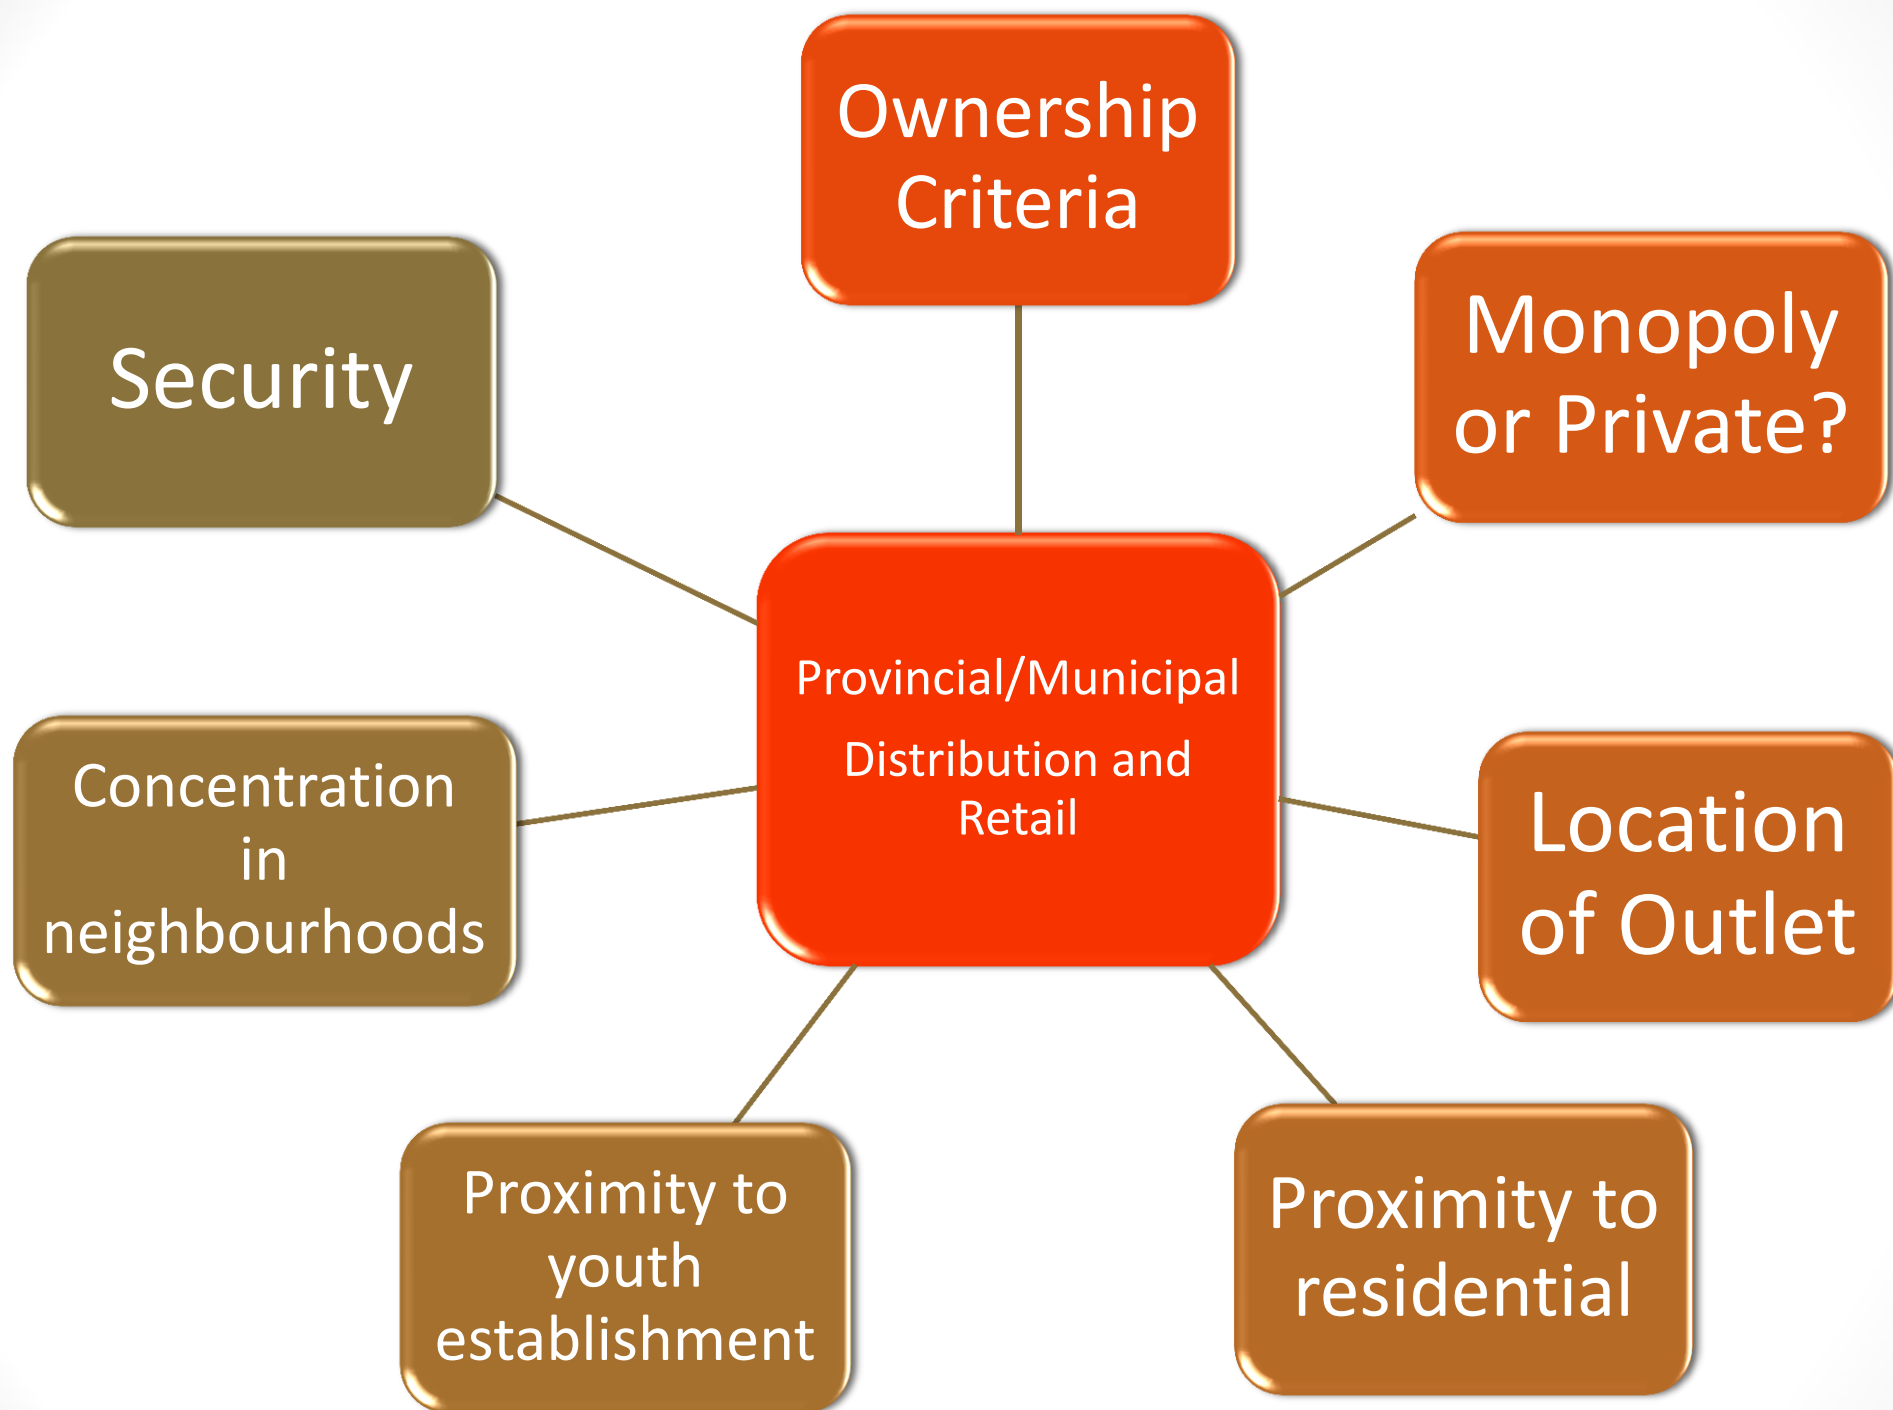 Ownership
Criteria
Monopoly
or Private?
Location
of Outlet
Proximity to
residential
Proximity to
youth
establishment
Concentration
in
neighbourhoods
Security
Provincial/Municipal
Distribution and
Retail